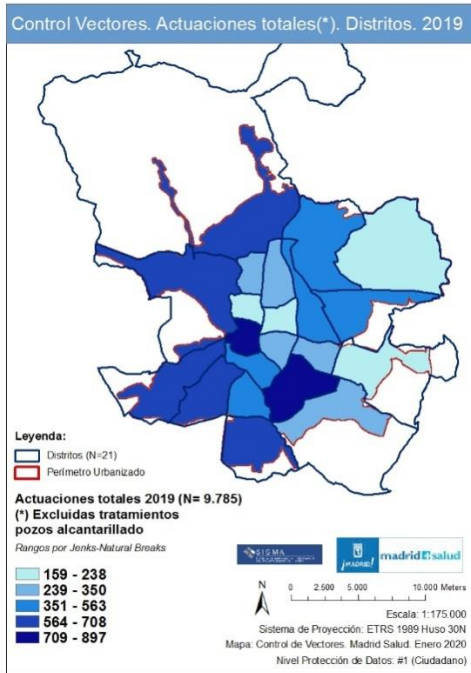 Control Vectores. Actuaciones totales(*). Distritos. 2019
Leyenda:
Distritos (N=21)
Perímetro Urbanizado
Actuaciones totales 2019 (N= 9.785)
(*) Excluidas tratamientos
pozos alcantarillado
Rangos por Jenks-Natural Breaks
159 - 238
239 - 350
351 - 563
564 - 708
709 - 897
SISMA
¡MADRID!
madrid salud
N
0 2.500 5.000 10.000 Meters
Escala: 1:175.000
Sistema de Proyección: ETRS 1989 Huso 30N
Mapa: Control de Vectores. Madrid Salud. Enero 2020
Nivel Protección de Datos: #1 (Ciudadano)